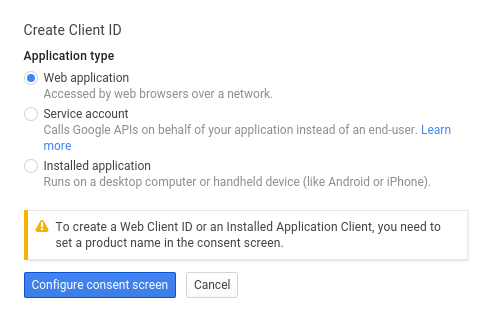 Create Client ID
Application type
Web application
Accessed by web browsers over a network.
Service account
Calls Google APIs on behalf of your application instead of an end-user. Learn
more
Installed application
Runs on a desktop computer or handheld device (like Android or iPhone).
To create a Web Client ID or an Installed Application Client, you need to
set a product name in the consent screen.
Configure consent screen Cancel